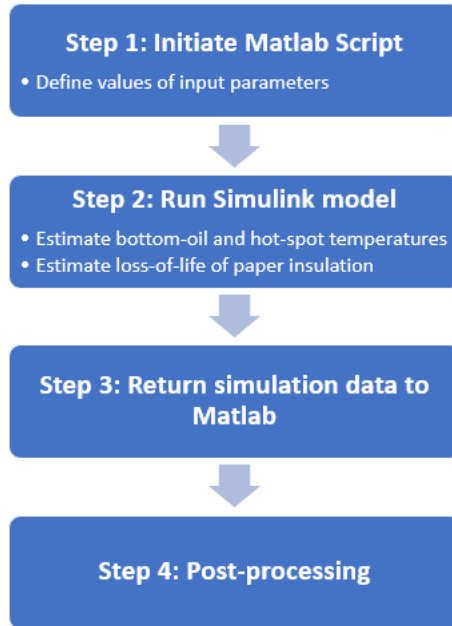 Step 1: Initiate Matlab Script
• Define values of input parameters
Step 2: Run Simulink model
• Estimate bottom-oil and hot-spot temperatures
• Estimate loss-of-life of paper insulation
Step 3: Return simulation data to
Matlab
Step 4: Post-processing